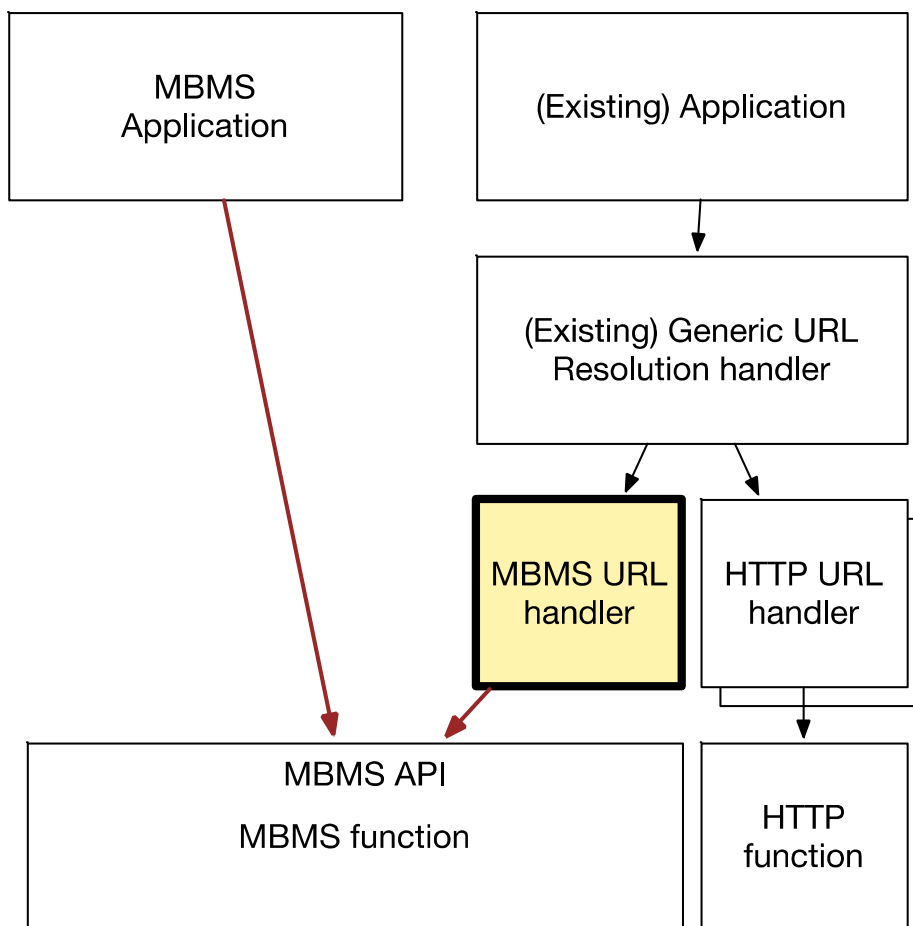 MBMS
Application
(Existing) Application
(Existing) Generic URL
Resolution handler
MBMS URL
handler
HTTP URL
handler
MBMS API
MBMS function
HTTP
function